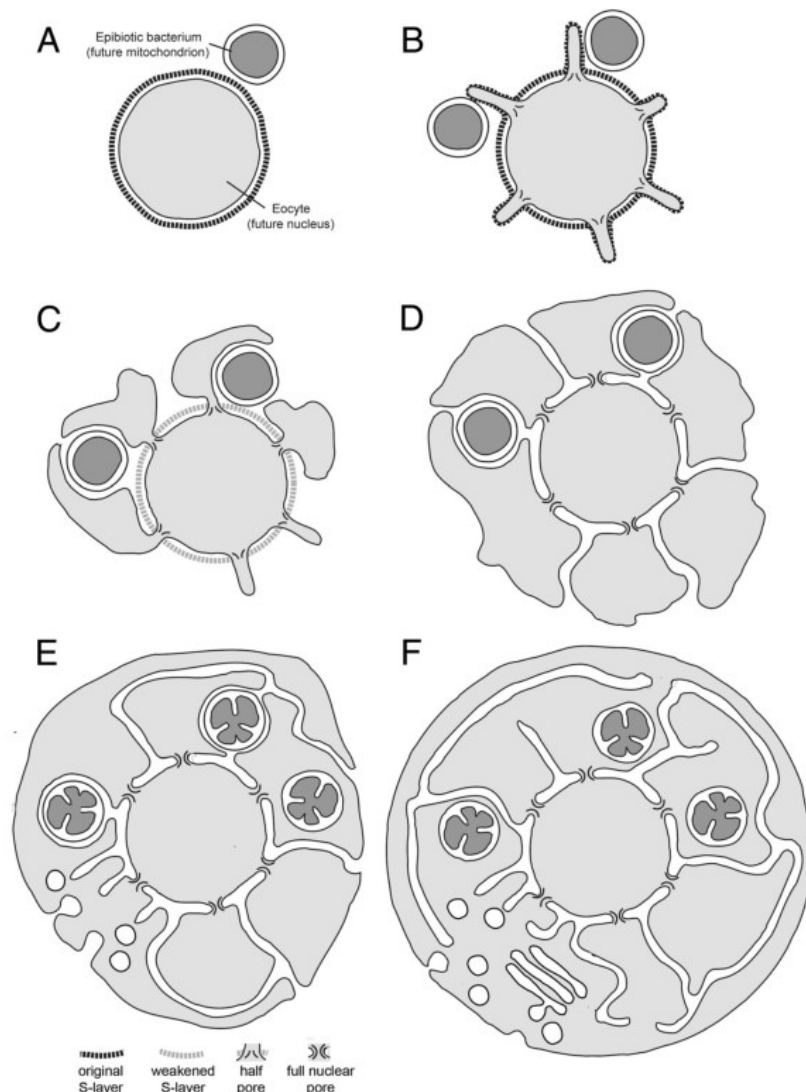 A
Epibiotic bacterium
(future mitochondrion)
Eocyte
(future nucleus)
B
C
D
E
F
original
S-layer
weakened
S-layer
half
pore
full nuclear
pore